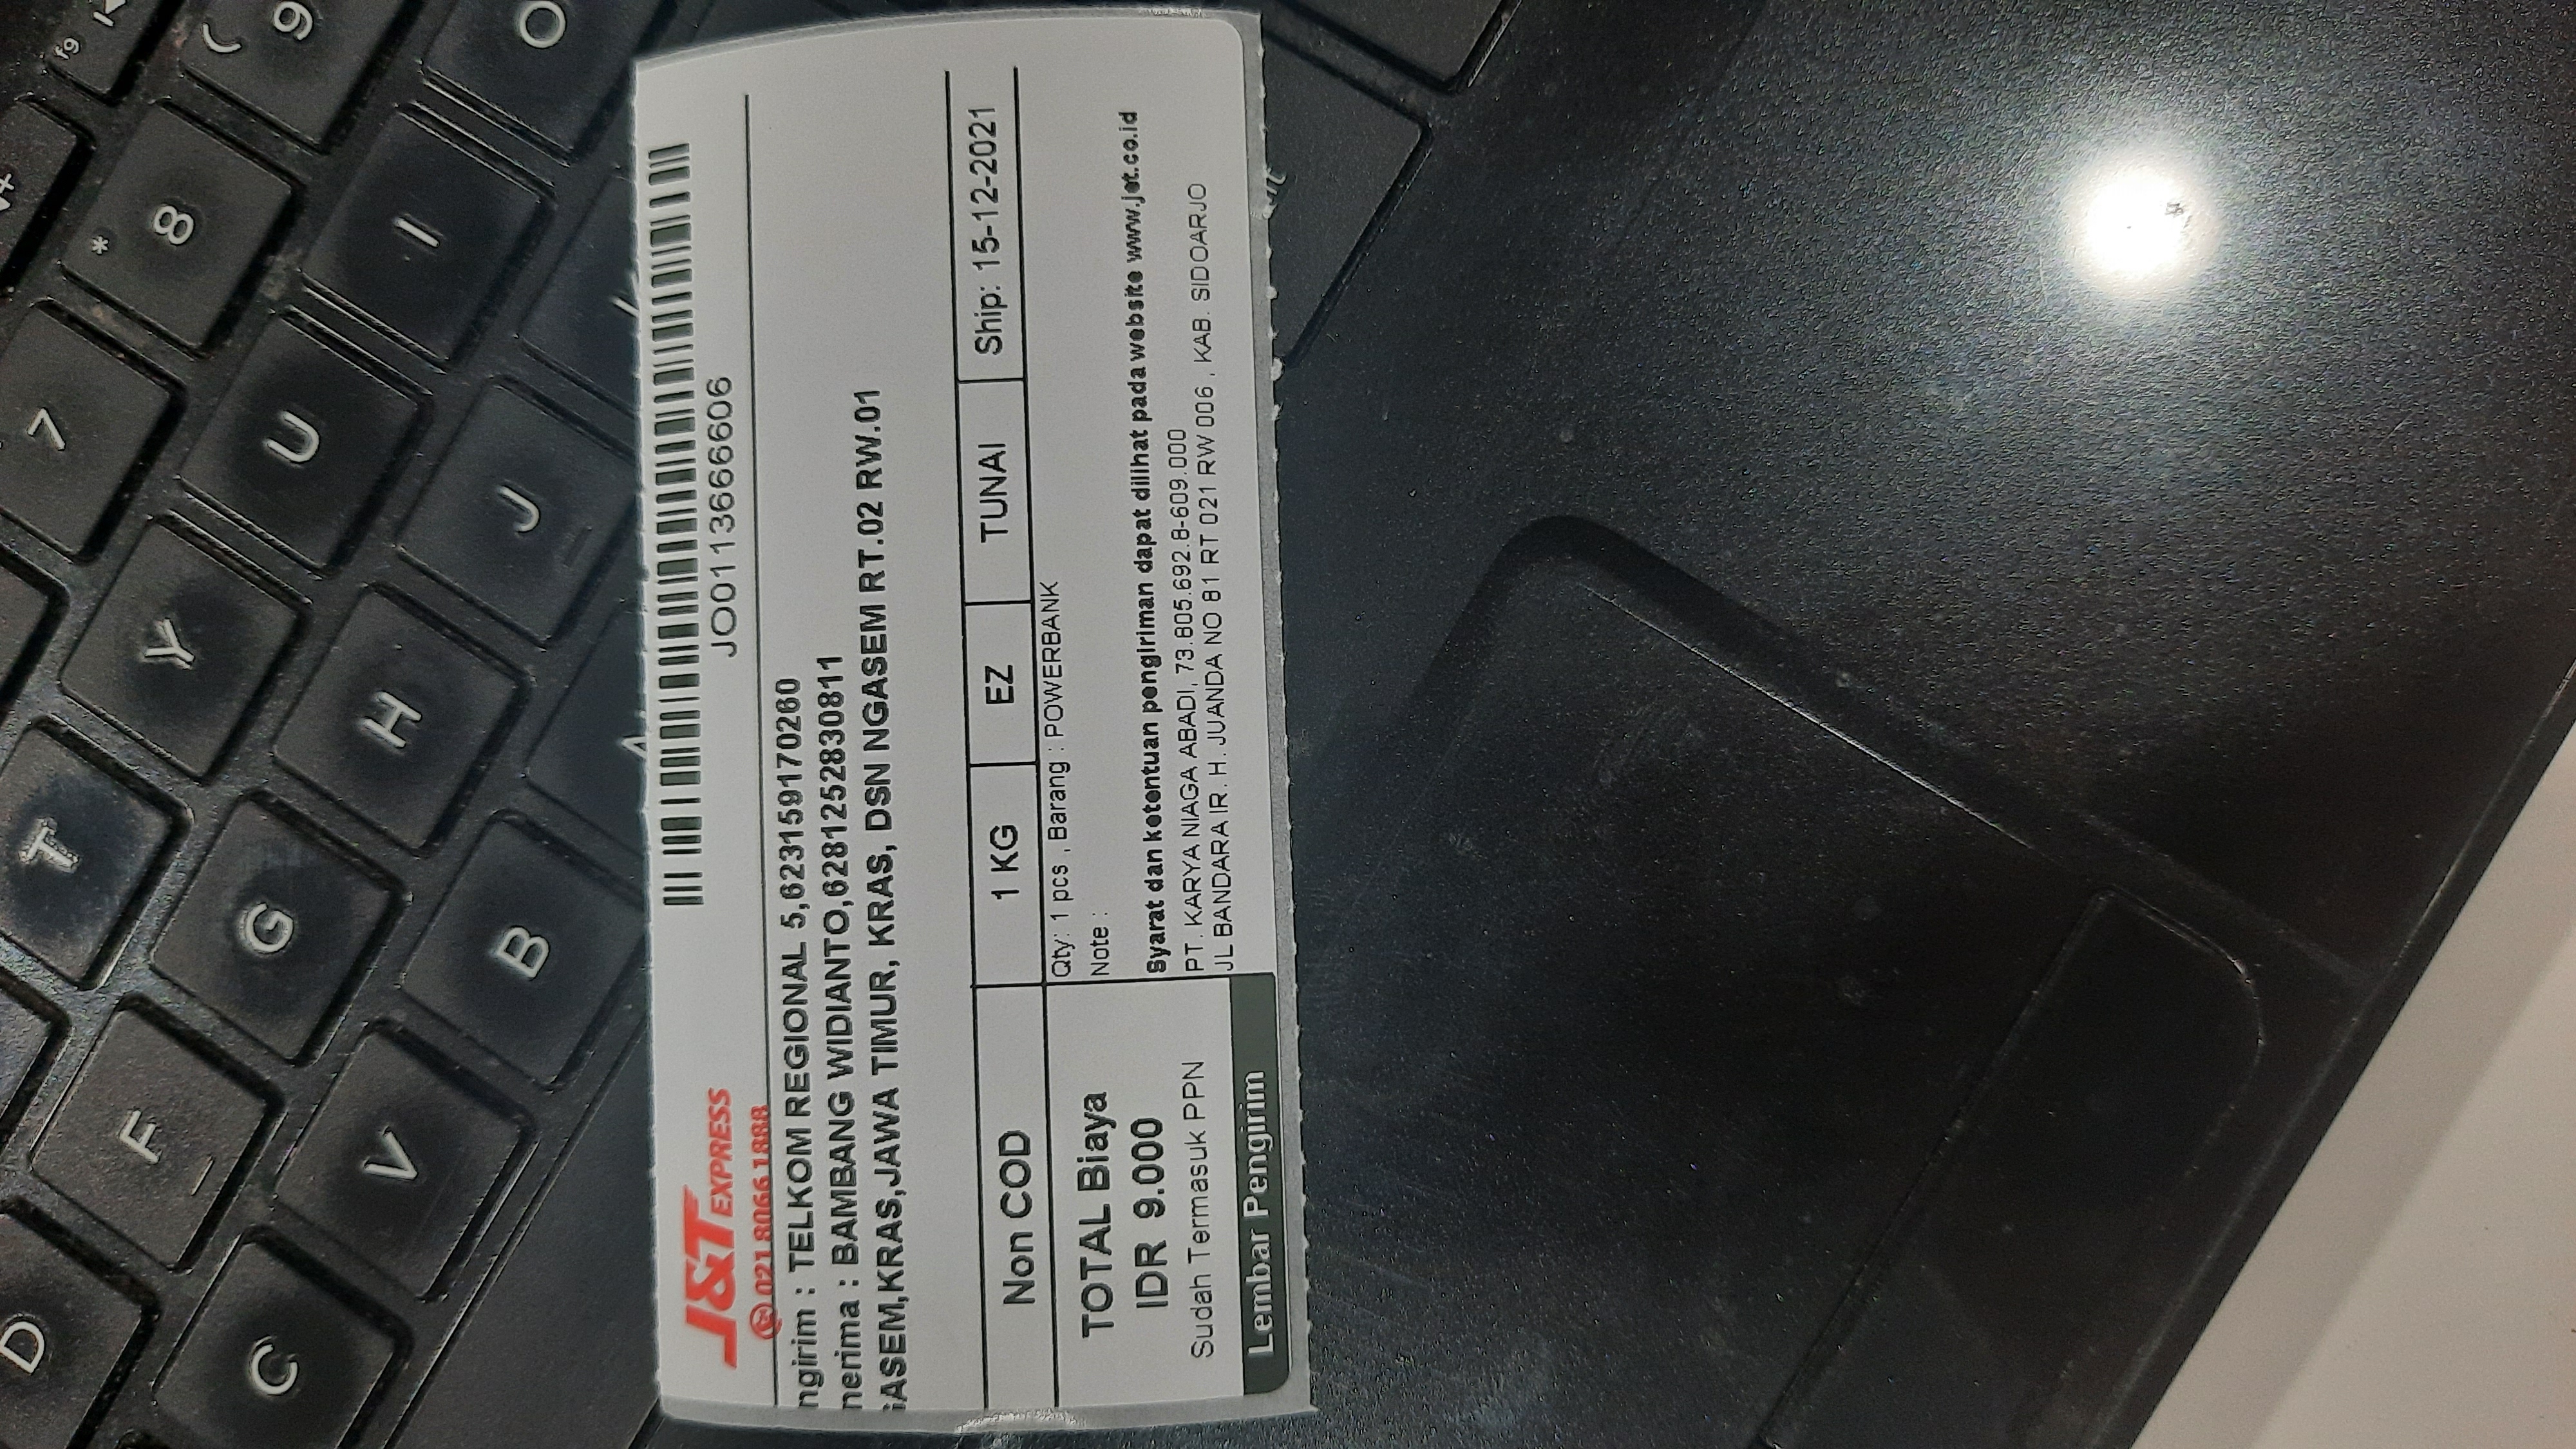 D
T
7
*
8
f9
F
Y
(
9
C
G
U
V
H
I
B
J
O
J&T EXPRESS
021 8066 1888
JO0113666606
ngirim : TELKOM REGIONAL 5,623159170260
nerima : BAMBANG WIDIANTO,6281252830811
GASEM,KRAS,JAWA TIMUR, KRAS, DSN NGASEM RT.02 RW.01
Non COD
1 KG
EZ
TUNAI
Ship: 15-12-2021
TOTAL Biaya
IDR 9.000
Sudah Termasuk PPN
Lembar Pengirim
Qty: 1 pcs , Barang : POWERBANK
Note :
Syarat dan ketentuan pengiriman dapat dilihat pada website www.jet.co.id
PT. KARYA NIAGA ABADI, 73.805.692.8-609.000
JL BANDARA IR. H. JUANDA NO 81 RT 021 RW 006 , KAB. SIDOARJO